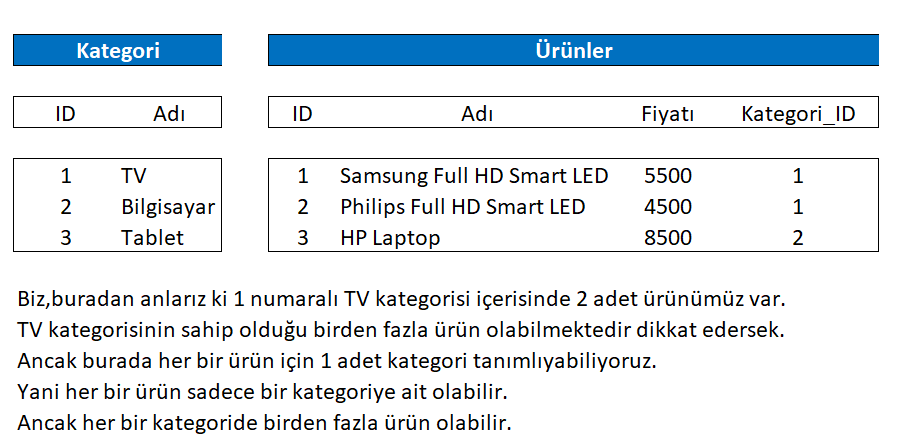 Kategori Ürünler
ID Adı ID Adı Fiyatı Kategori_ID
1 TV 1 Samsung Full HD Smart LED 5500 1
2 Bilgisayar 2 Philips Full HD Smart LED 4500 1
3 Tablet 3 HP Laptop 8500 2
Biz,buradan anlarız ki 1 numaralı TV kategorisi içerisinde 2 adet ürünümüz var.
TV kategorisinin sahip olduğu birden fazla ürün olabilmektedir dikkat edersek.
Ancak burada her bir ürün için 1 adet kategori tanımlıyabiliyoruz.
Yani her bir ürün sadece bir kategoriye ait olabilir.
Ancak her bir kategoride birden fazla ürün olabilir.